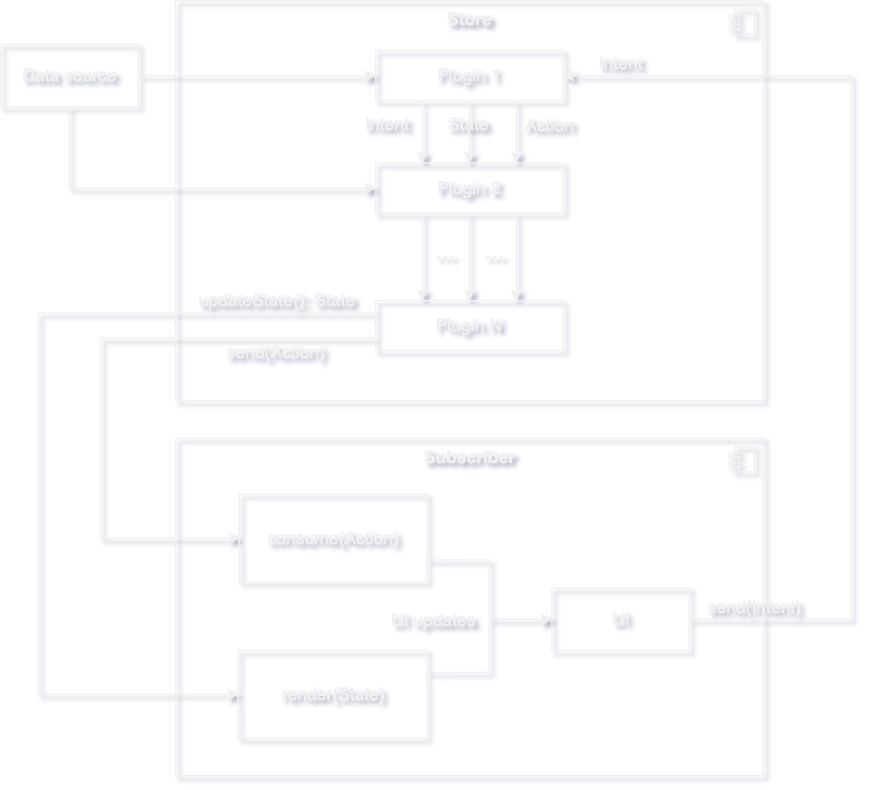 Store
Data source
Plugin 1
Intent
Intent
State
Action
Plugin 2
...
...
updateState(): State
Plugin N
send(Action)
Subscriber
consume(Action)
UI updates
UI
send(Intent)
render(State)